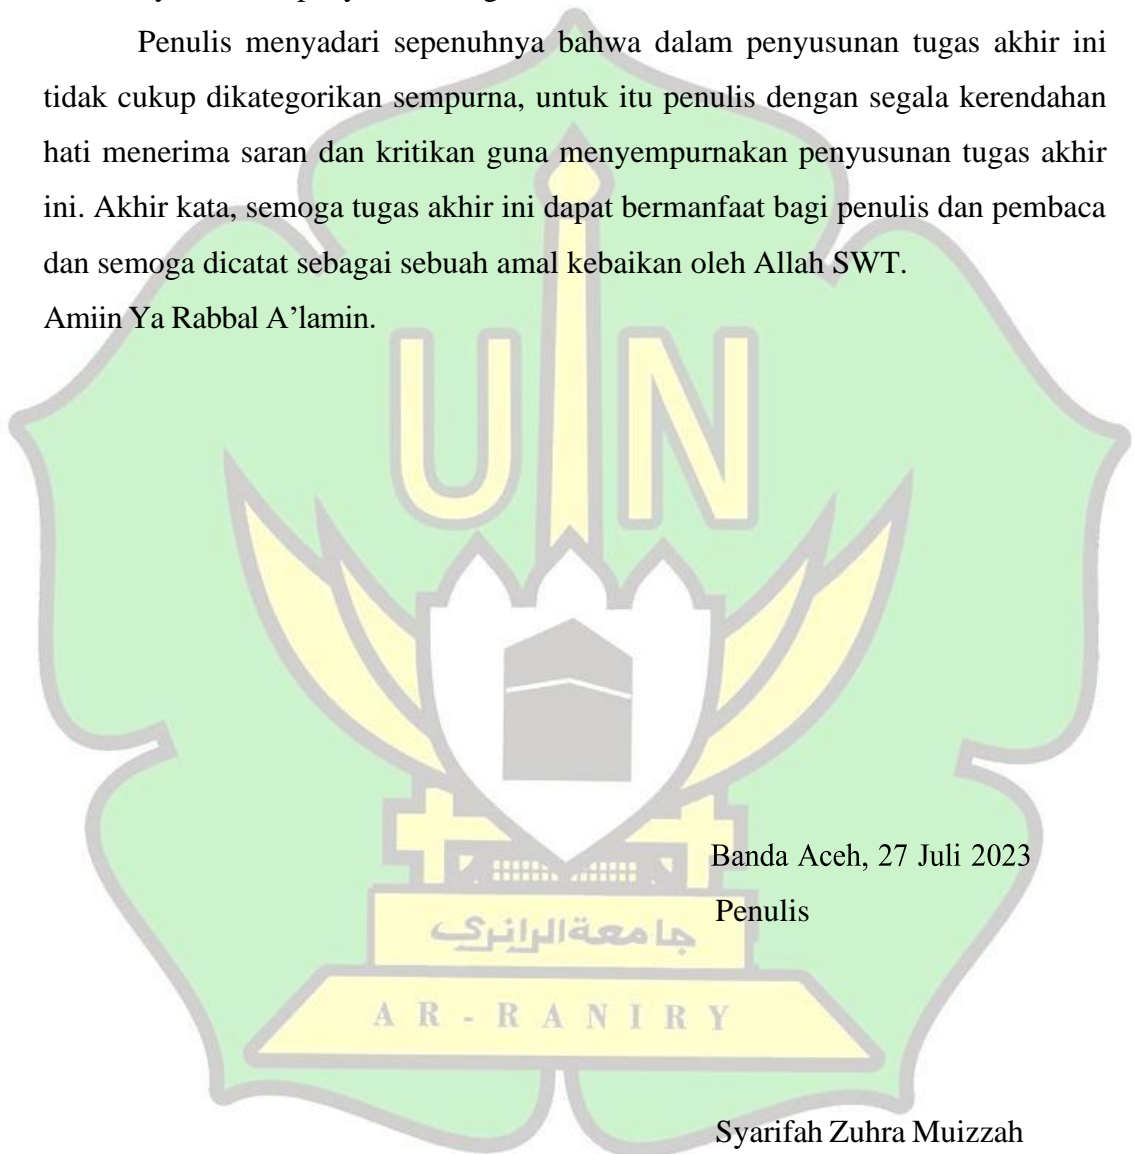 Penulis menyadari sepenuhnya bahwa dalam penyusunan tugas akhir ini
tidak cukup dikategorikan sempurna, untuk itu penulis dengan segala kerendahan
hati menerima saran dan kritikan guna menyempurnakan penyusunan tugas akhir
ini. Akhir kata, semoga tugas akhir ini dapat bermanfaat bagi penulis dan pembaca
dan semoga dicatat sebagai sebuah amal kebaikan oleh Allah SWT.
Amiin Ya Rabbal A’lamin.
UIN
Banda Aceh, 27 Juli 2023
Penulis
جامعة الرانري
AR-RANIRY
Syarifah Zuhra Muizzah